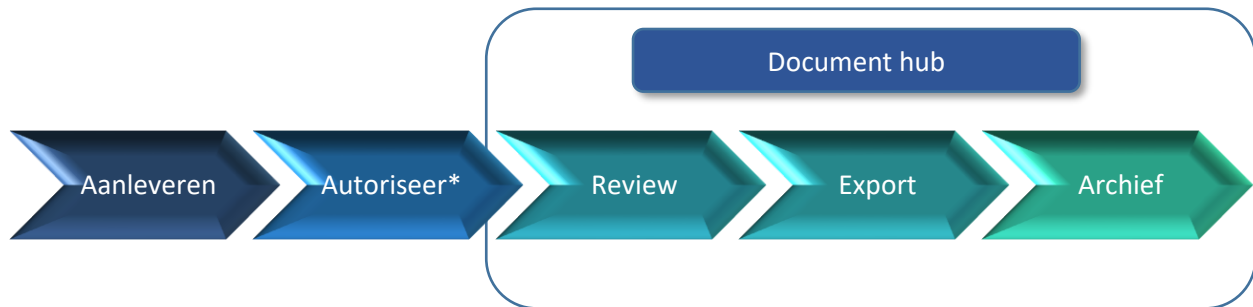 Document hub
Aanleveren
Autoriseer*
Review
Export
Archief